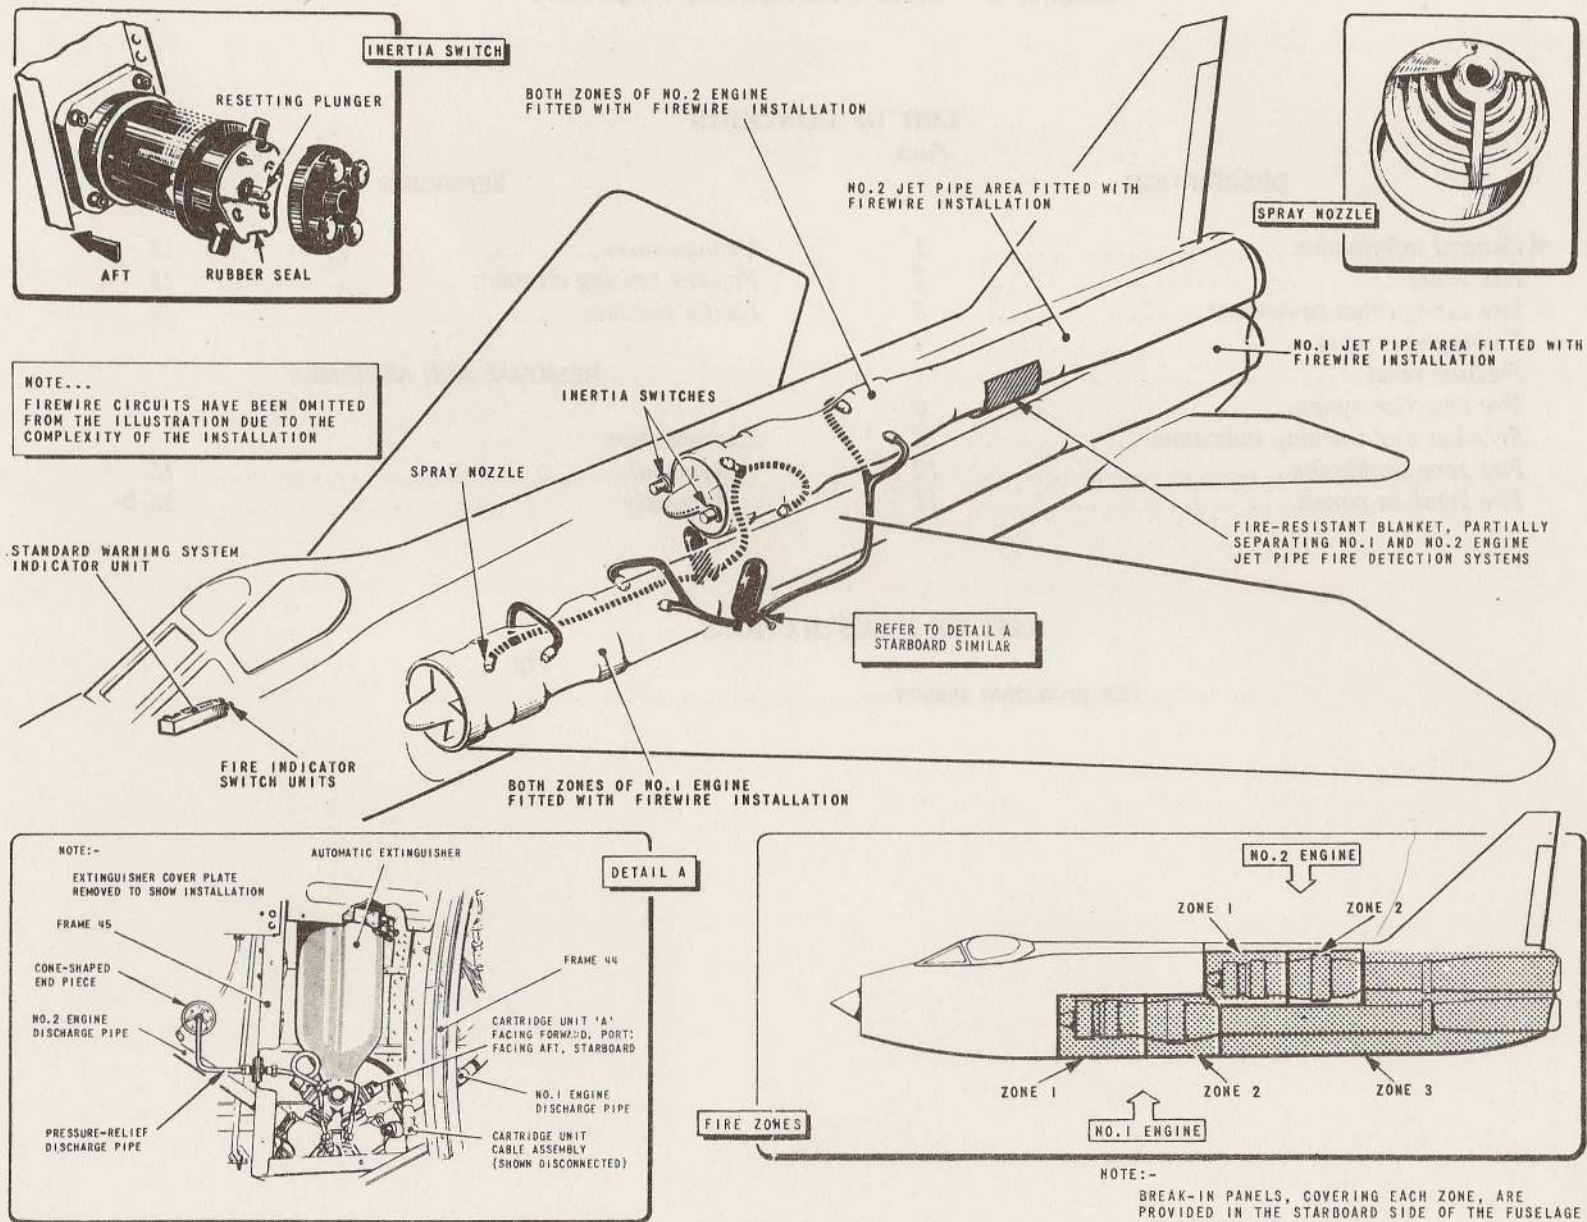 INERTIA SWITCH
RESETTING PLUNGER
AFT
RUBBER SEAL
BOTH ZONES OF NO.2 ENGINE
FITTED WITH FIREWIRE INSTALLATION
NO.2 JET PIPE AREA FITTED WITH
FIREWIRE INSTALLATION
SPRAY NOZZLE
NO.1 JET PIPE AREA FITTED WITH
FIREWIRE INSTALLATION
NOTE...
FIREWIRE CIRCUITS HAVE BEEN OMITTED
FROM THE ILLUSTRATION DUE TO THE
COMPLEXITY OF THE INSTALLATION
INERTIA SWITCHES
SPRAY NOZZLE
STANDARD WARNING SYSTEM
INDICATOR UNIT
FIRE-RESISTANT BLANKET, PARTIALLY
SEPARATING NO.1 AND NO.2 ENGINE
JET PIPE FIRE DETECTION SYSTEMS
REFER TO DETAIL A
STARBOARD SIMILAR
FIRE INDICATOR
SWITCH UNITS
BOTH ZONES OF NO.1 ENGINE
FITTED WITH FIREWIRE INSTALLATION
NOTE:-
EXTINGUISHER COVER PLATE
REMOVED TO SHOW INSTALLATION
AUTOMATIC EXTINGUISHER
DETAIL A
FRAME 45
CONE-SHAPED
END PIECE
NO.2 ENGINE
DISCHARGE PIPE
PRESSURE-RELIEF
DISCHARGE PIPE
FRAME 44
CARTRIDGE UNIT 'A'
FACING FORWARD, PORT:
FACING AFT, STARBOARD
NO.1 ENGINE
DISCHARGE PIPE
CARTRIDGE UNIT
CABLE ASSEMBLY
(SHOWN DISCONNECTED)
NO.2 ENGINE
ZONE 1
ZONE 2
ZONE 1
ZONE 2
ZONE 3
NO.1 ENGINE
FIRE ZONES
NOTE:-
BREAK-IN PANELS, COVERING EACH ZONE, ARE
PROVIDED IN THE STARBOARD SIDE OF THE FUSELAGE